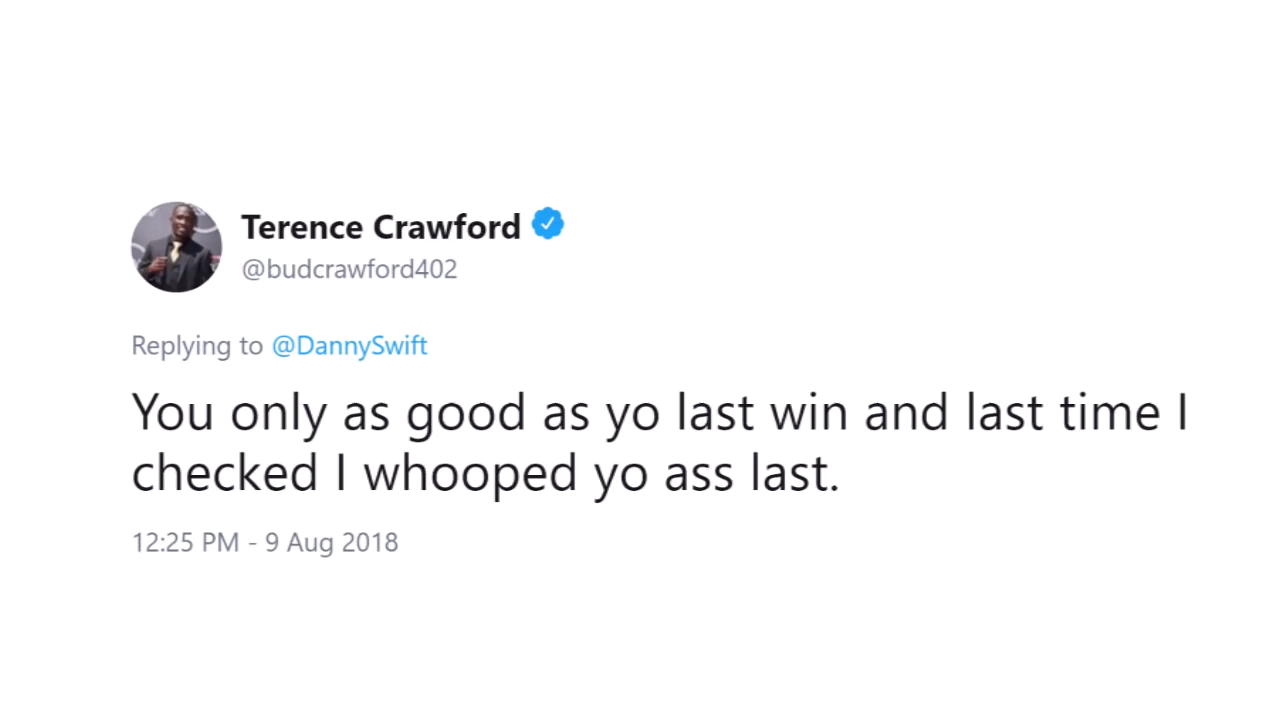 Terence Crawford
@budcrawford402
Replying to @DannySwift
You only as good as yo last win and last time I
checked I whooped yo ass last.
12:25 PM - 9 Aug 2018